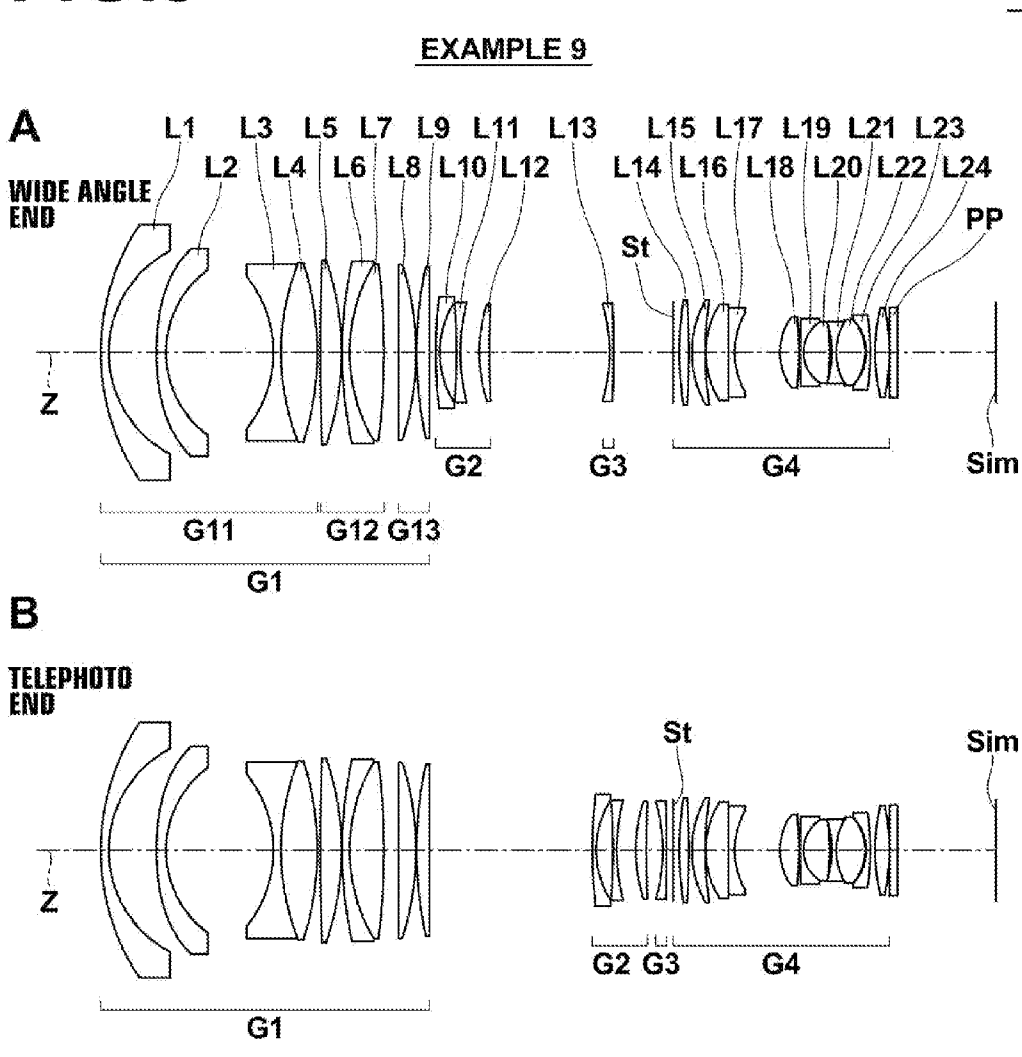 EXAMPLE 9
A
L1 L3 L5 L7 L9 L11 L13 L15 L17 L19 L21 L23
L2 L4 L6 L8 L10 L12 L14 L16 L18 L20 L22 L24
WIDE ANGLE
END
PP
St
Z
G2 G3 G4 Sim
G11 G12 G13
G1
B
TELEPHOTO
END
St Sim
Z
G2 G3 G4
G1